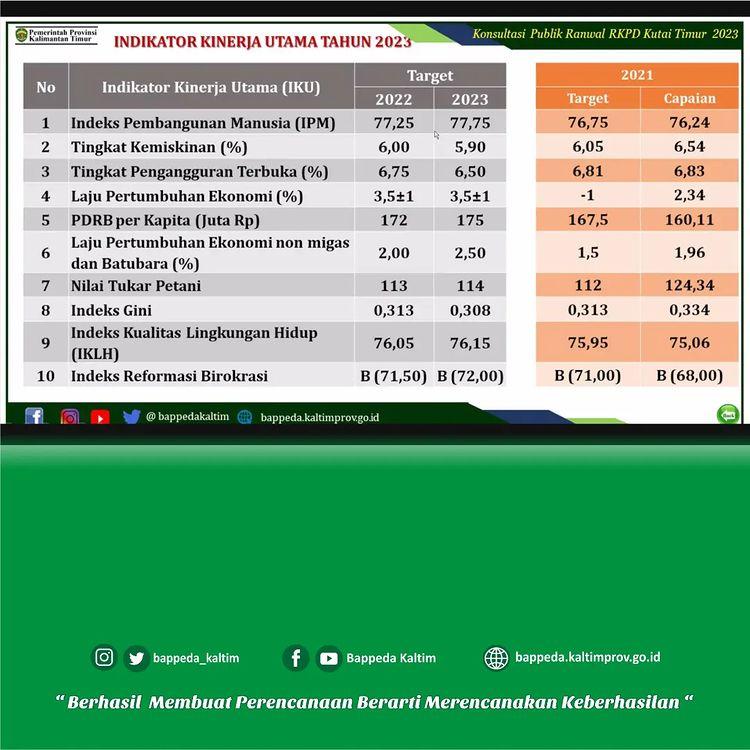 Pemerintah Provinsi
Kalimantan Timur
INDIKATOR KINERJA UTAMA TAHUN 2023
Konsultasi Publik Ranwal RKPD Kutai Timur 2023
No Indikator Kinerja Utama (IKU) Target 2021
2022 2023 Target Capaian
1 Indeks Pembangunan Manusia (IPM) 77,25 77,75 76,75 76,24
2 Tingkat Kemiskinan (%) 6,00 5,90 6,05 6,54
3 Tingkat Pengangguran Terbuka (%) 6,75 6,50 6,81 6,83
4 Laju Pertumbuhan Ekonomi (%) 3,5±1 3,5±1 -1 2,34
5 PDRB per Kapita (Juta Rp) 172 175 167,5 160,11
6 Laju Pertumbuhan Ekonomi non migas
dan Batubara (%) 2,00 2,50 1,5 1,96
7 Nilai Tukar Petani 113 114 112 124,34
8 Indeks Gini 0,313 0,308 0,313 0,334
9 Indeks Kualitas Lingkungan Hidup
(IKLH) 76,05 76,15 75,95 75,06
10 Indeks Reformasi Birokrasi B (71,50) B (72,00) B (71,00) B (68,00)
@ bappedakaltim bappeda.kaltimprov.go.id
Back
bappeda_kaltim Bappeda Kaltim bappeda.kaltimprov.go.id
“ Berhasil Membuat Perencanaan Berarti Merencanakan Keberhasilan “